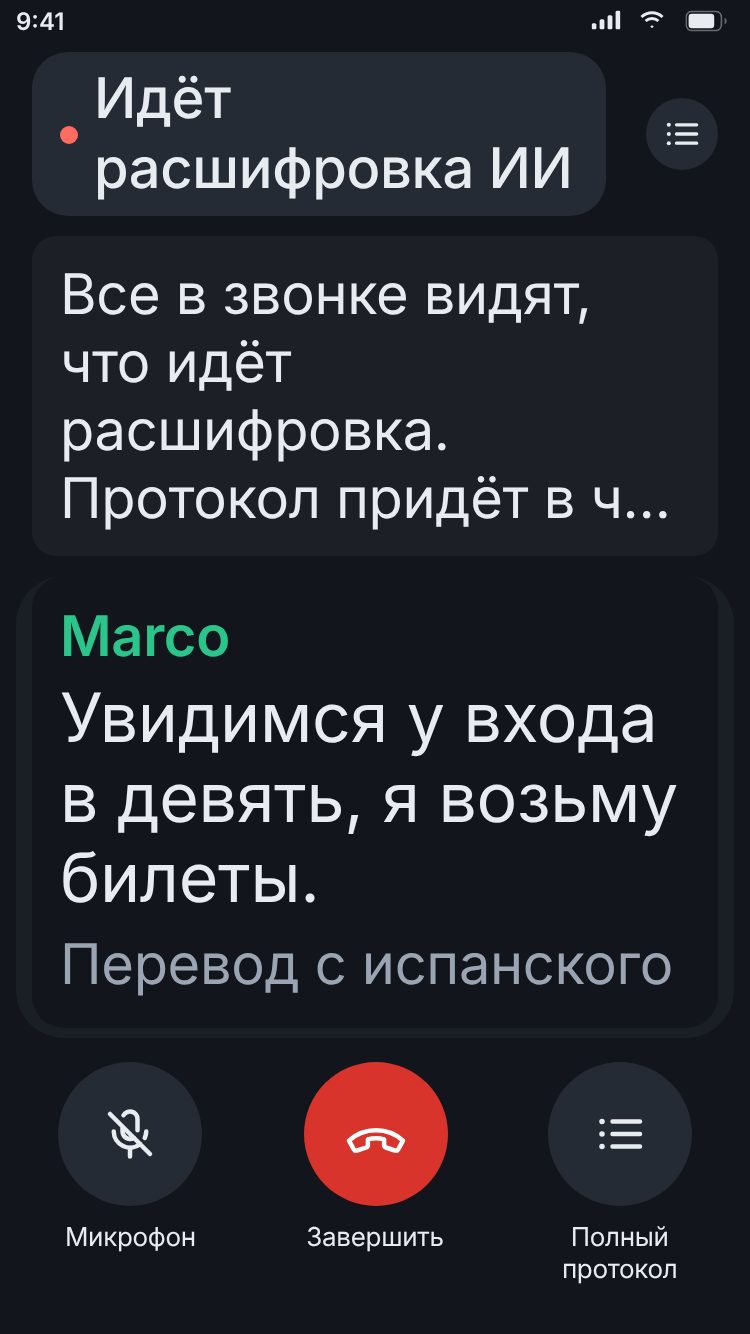 9:41
Идёт
расшифровка ИИ
Все в звонке видят,
что идёт
расшифровка.
Протокол придёт в ч...
Marco
Увидимся у входа
в девять, я возьму
билеты.
Перевод с испанского
Микрофон
Завершить
Полный
протокол